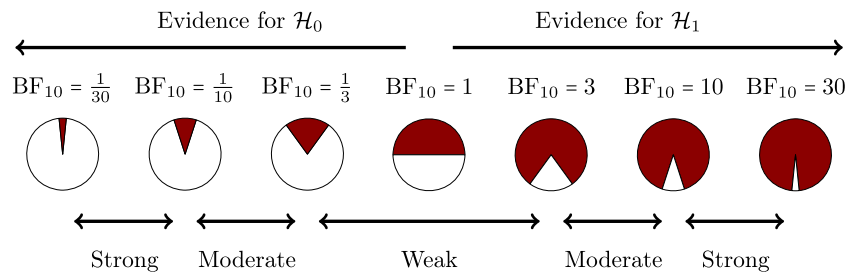 Evidence for H₀ Evidence for H₁
BF₁₀ = 1/30 BF₁₀ = 1/10 BF₁₀ = 1/3 BF₁₀ = 1 BF₁₀ = 3 BF₁₀ = 10 BF₁₀ = 30
Strong Moderate Weak Moderate Strong